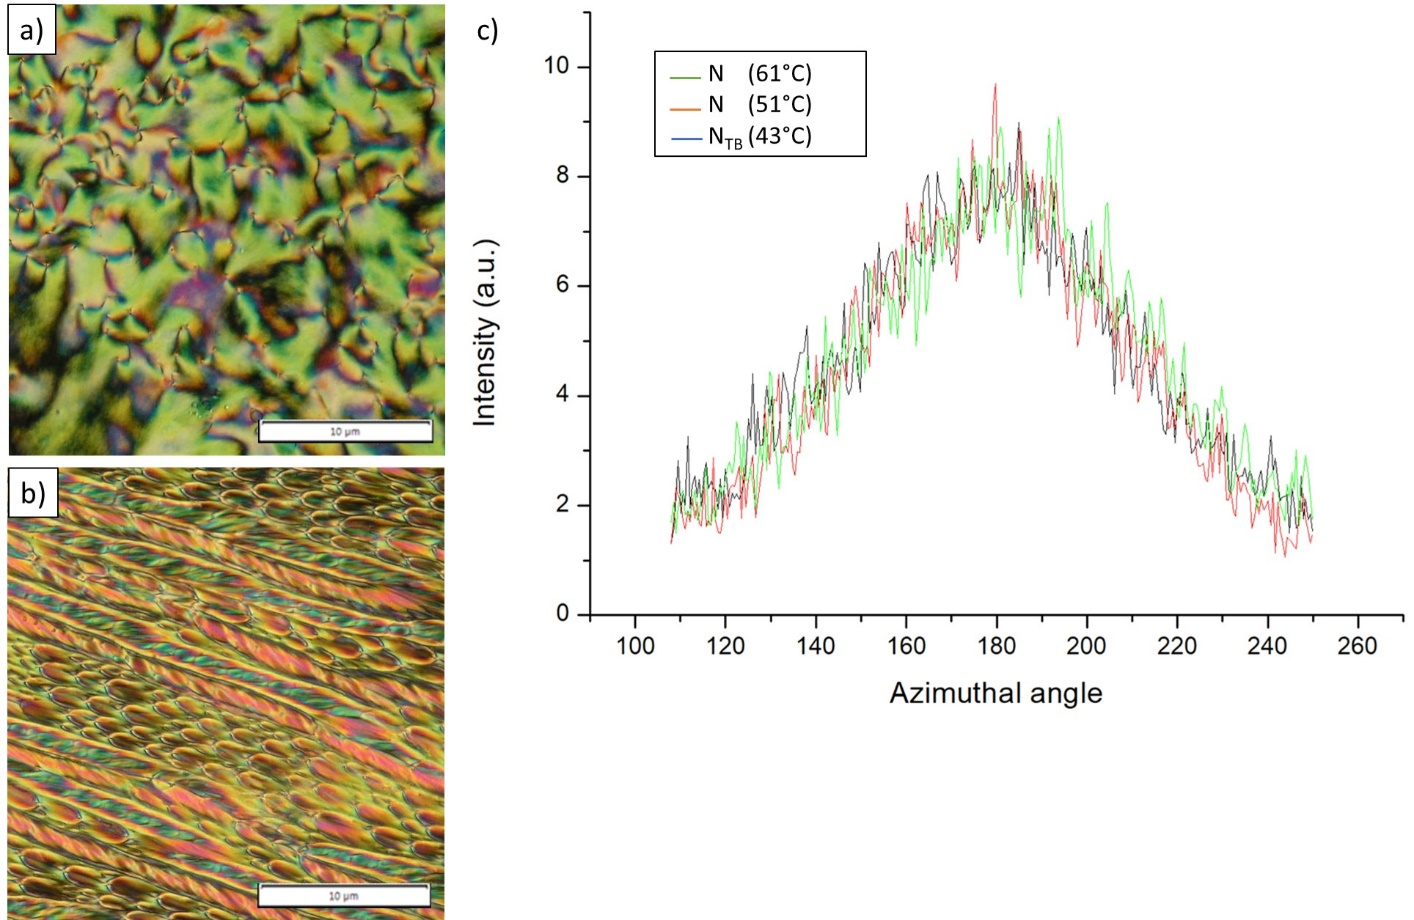 a)
10 µm
b)
10 µm
c)
N (61°C)
N (51°C)
N_TB (43°C)
10
8
6
4
2
0
Intensity (a.u.)
100 120 140 160 180 200 220 240 260
Azimuthal angle